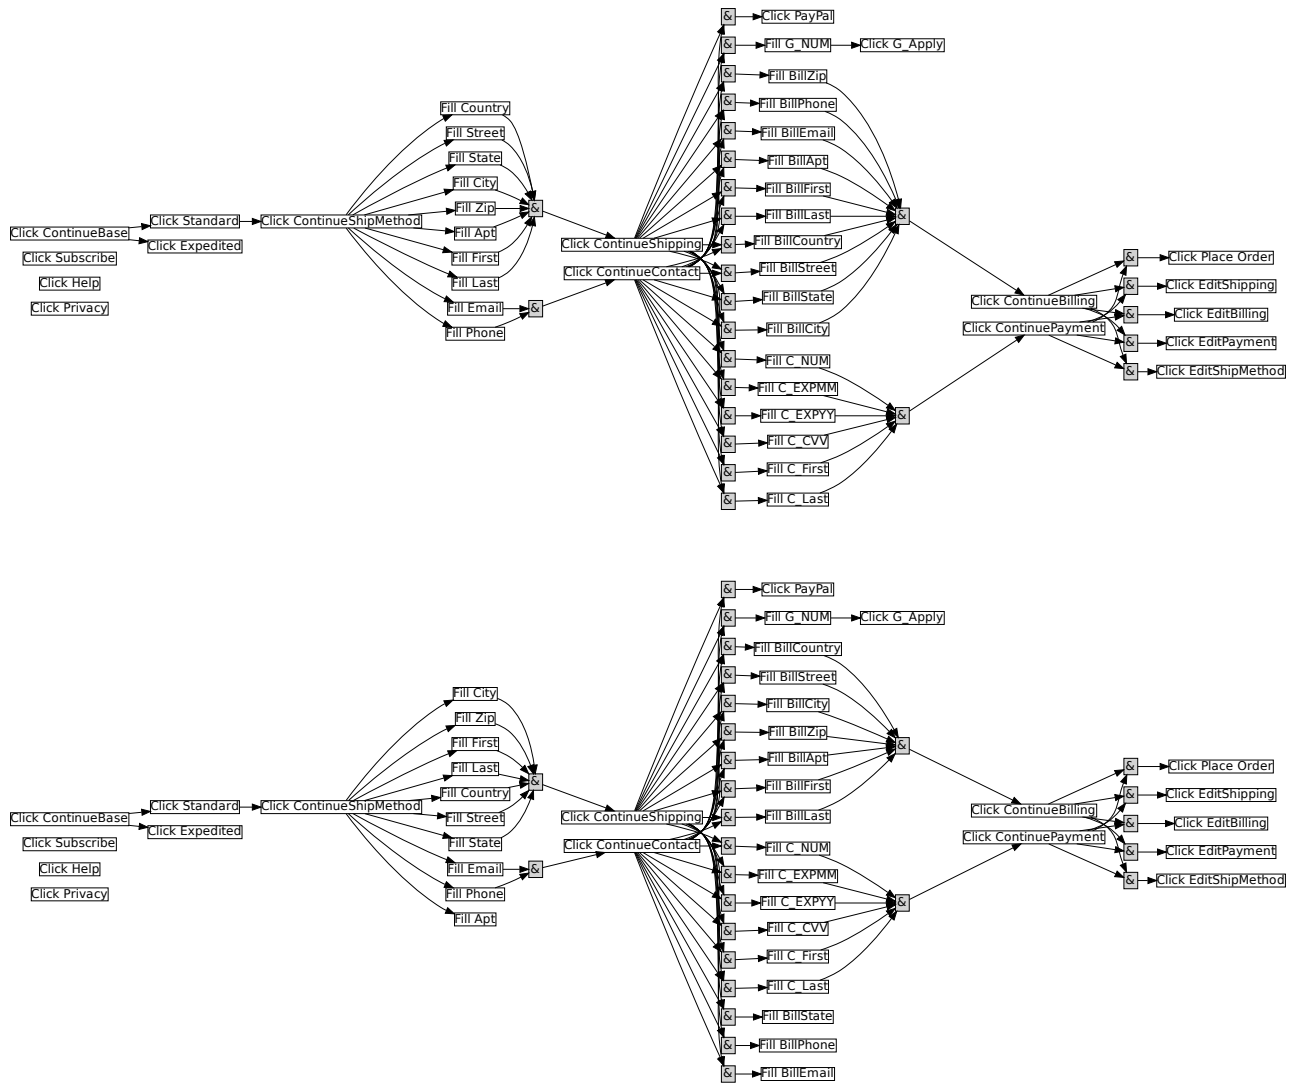 & Click PayPal
& Fill G_NUM Click G_Apply
& Fill BillZip
& Fill BillPhone
Fill Country
& Fill BillEmail
Fill Street
& Fill BillApt
Fill State
& Fill BillFirst
Fill City
Fill Zip & & Fill BillLast &
Click Standard Click ContinueShipMethod
Click ContinueBase Fill Apt
Click Expedited
Click ContinueShipping & Fill BillCountry
Click Subscribe Fill First & Click Place Order
Click ContinueContact & Fill BillStreet
Click Help Fill Last & Click EditShipping
Click ContinueBilling & Fill BillState
Click Privacy Fill Email & & Click EditBilling
Click ContinuePayment & Fill BillCity
Fill Phone
& Click EditPayment
& Fill C_NUM
& Click EditShipMethod
& Fill C_EXPMM
& Fill C_EXPYY &
& Fill C_CVV
& Fill C_First
& Fill C_Last
& Click PayPal
& Fill G_NUM Click G_Apply
& Fill BillCountry
& Fill BillStreet
Fill City
& Fill BillCity
Fill Zip
& Fill BillZip
Fill First &
& Fill BillApt
Fill Last & Click Place Order
& & Fill BillFirst
Fill Country & Click EditShipping
Click Standard Click ContinueShipMethod Click ContinueBilling
Click ContinueBase Fill Street Click ContinueShipping & Fill BillLast
& Click EditBilling
Click Expedited Click ContinuePayment
Click Subscribe Fill State Click ContinueContact & Fill C_NUM
& Click EditPayment
Click Help Fill Email & & Fill C_EXPMM
& Click EditShipMethod
Click Privacy Fill Phone & Fill C_EXPYY &
Fill Apt
& Fill C_CVV
& Fill C_First
& Fill C_Last
& Fill BillState
& Fill BillPhone
& Fill BillEmail